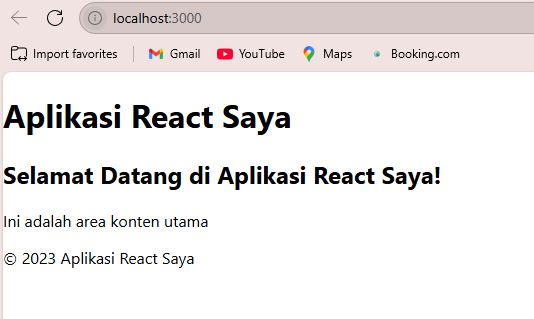 localhost:3000
Import favorites Gmail YouTube Maps Booking.com
Aplikasi React Saya
Selamat Datang di Aplikasi React Saya!
Ini adalah area konten utama
© 2023 Aplikasi React Saya